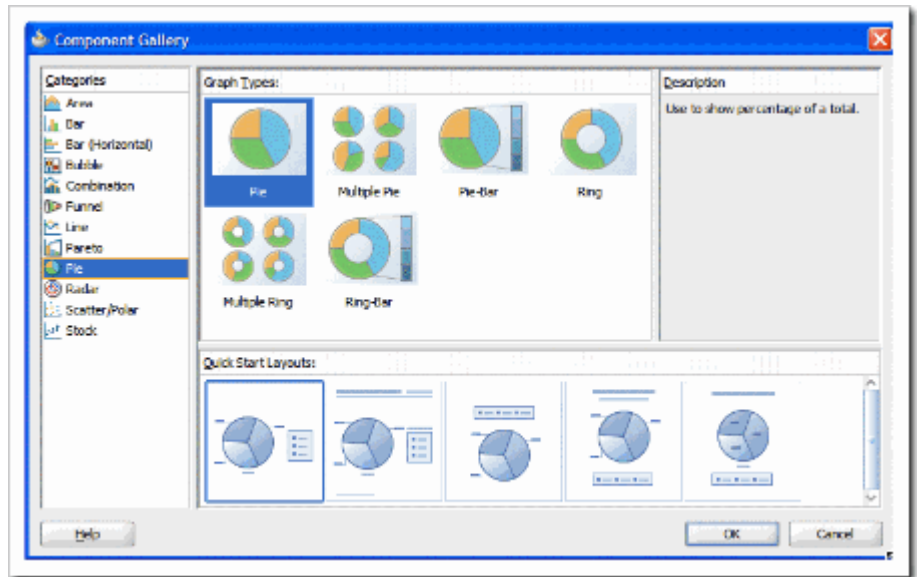 Component Gallery
Categories
Area
Bar
Bar (Horizontal)
Bubble
Combination
Funnel
Line
Pareto
Pie
Radar
Scatter/Polar
Stock
Graph Types:
Pie
Multiple Pie
Pie-Bar
Ring
Multiple Ring
Ring-Bar
Description
Use to show percentage of a total.
Quick Start Layouts:
Help
OK
Cancel